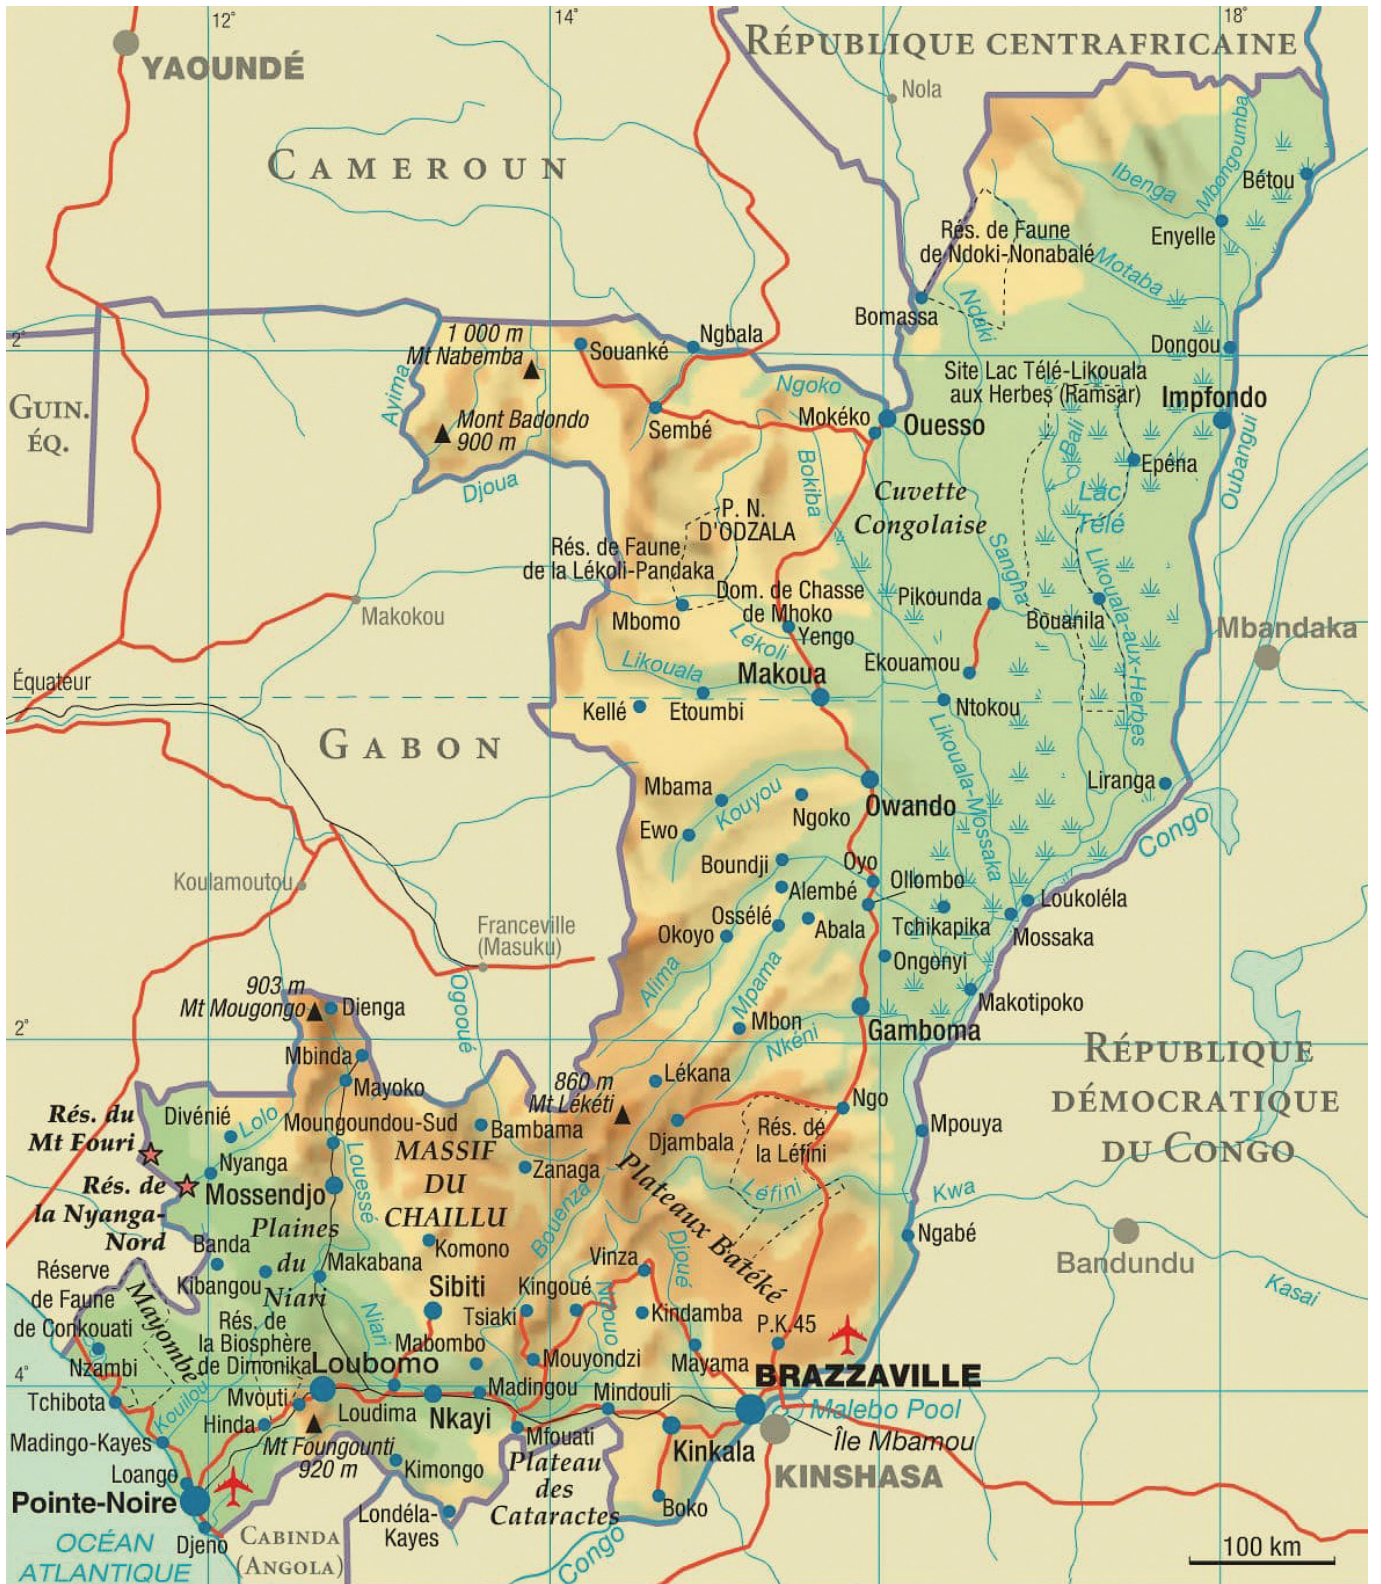 12°
14°
18°
RÉPUBLIQUE CENTRAFRICAINE
YAOUNDÉ
Nola
CAMEROUN
Ibenga
Mbongoumba
Bétou
Enyelle
Rés. de Faune
de Ndoki-Nonabalé
Motaba
Ndaki
Bomassa
2°
1 000 m
Mt Nabemba
Souanké
Ngbala
Dongou
GUIN.
ÉQ.
Ayima
Mont Badondo
900 m
Sembé
Ngoko
Mokéko
Ouesso
Site Lac Télé-Likouala
aux Herbes (Ramsar)
Impfondo
Bali
Epéna
Oubangui
Djoua
Bokiba
Cuvette
Congolaise
Lac
Télé
P. N.
D'ODZALA
Rés. de Faune
de la Lékoli-Pandaka
Sangha
Likouala-aux-Herbes
Makokou
Mbomo
Dom. de Chasse
de Mhoko
Yengo
Pikounda
Bouanila
Mbandaka
Lékoli
Likouala
Makoua
Ekouamou
Équateur
Kellé
Etoumbi
Ntokou
GABON
Likouala-Mossaka
Mbama
Kouyou
Ngoko
Owando
Liranga
Ewo
Congo
Boundji
Oyo
Koulamoutou
Alembé
Ollombo
Loukoléla
Franceville
(Masuku)
Ossélé
Okoyo
Abala
Tchikapika
Mossaka
Ongonyi
Alima
Mpama
903 m
Mt Mougongo
Dienga
Ogooué
Makotipoko
2°
Mbon
Nkéni
Gamboma
RÉPUBLIQUE
DÉMOCRATIQUE
DU CONGO
Mbinda
Mayoko
860 m
Mt Lékéti
Lékana
Ngo
Rés. du
Mt Fouri
Divénié
Lolo
Moungoundou-Sud
Bambama
Djambala
Rés. de
la Léfini
Mpouya
MASSIF
DU
CHAILLU
Louessé
Zanaga
Nyanga
Rés. de
la Nyanga-
Nord
Mossendjo
Plateaux Batéké
Léfini
Kwa
Plaines
du
Niari
Bouenza
Ngabé
Bandundu
Banda
Komono
Djoué
Réserve
de Faune
de Conkouati
Kibangou
Makabana
Vinza
Kasai
Majombe
Sibiti
Kingoué
Tsiaki
Kindamba
Rés. de
la Biosphère
de Dimonika
Niari
P.K.45
Mabombo
Mouyondzi
Mayama
Nzambi
Loubomo
BRAZZAVILLE
4°
Madingou
Mindouli
Tchibota
Kouilou
Mvouti
Loudima
Nkayi
Malebo Pool
Hinda
Mfouati
Île Mbamou
Madingo-Kayes
Mt Foungounti
920 m
Kinkala
Loango
Kimongo
Plateau
des
Cataractes
KINSHASA
Pointe-Noire
Boko
Londéla-
Kayes
OCÉAN
ATLANTIQUE
Djeno
CABINDA
(ANGOLA)
Congo
100 km